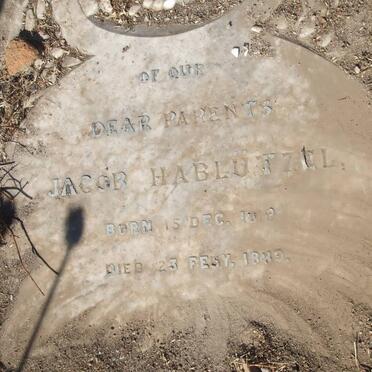 OF OUR
DEAR PARENTS
JACOB HABLUTZEL.
BORN 15 DEC.
DIED 23 FEBY,